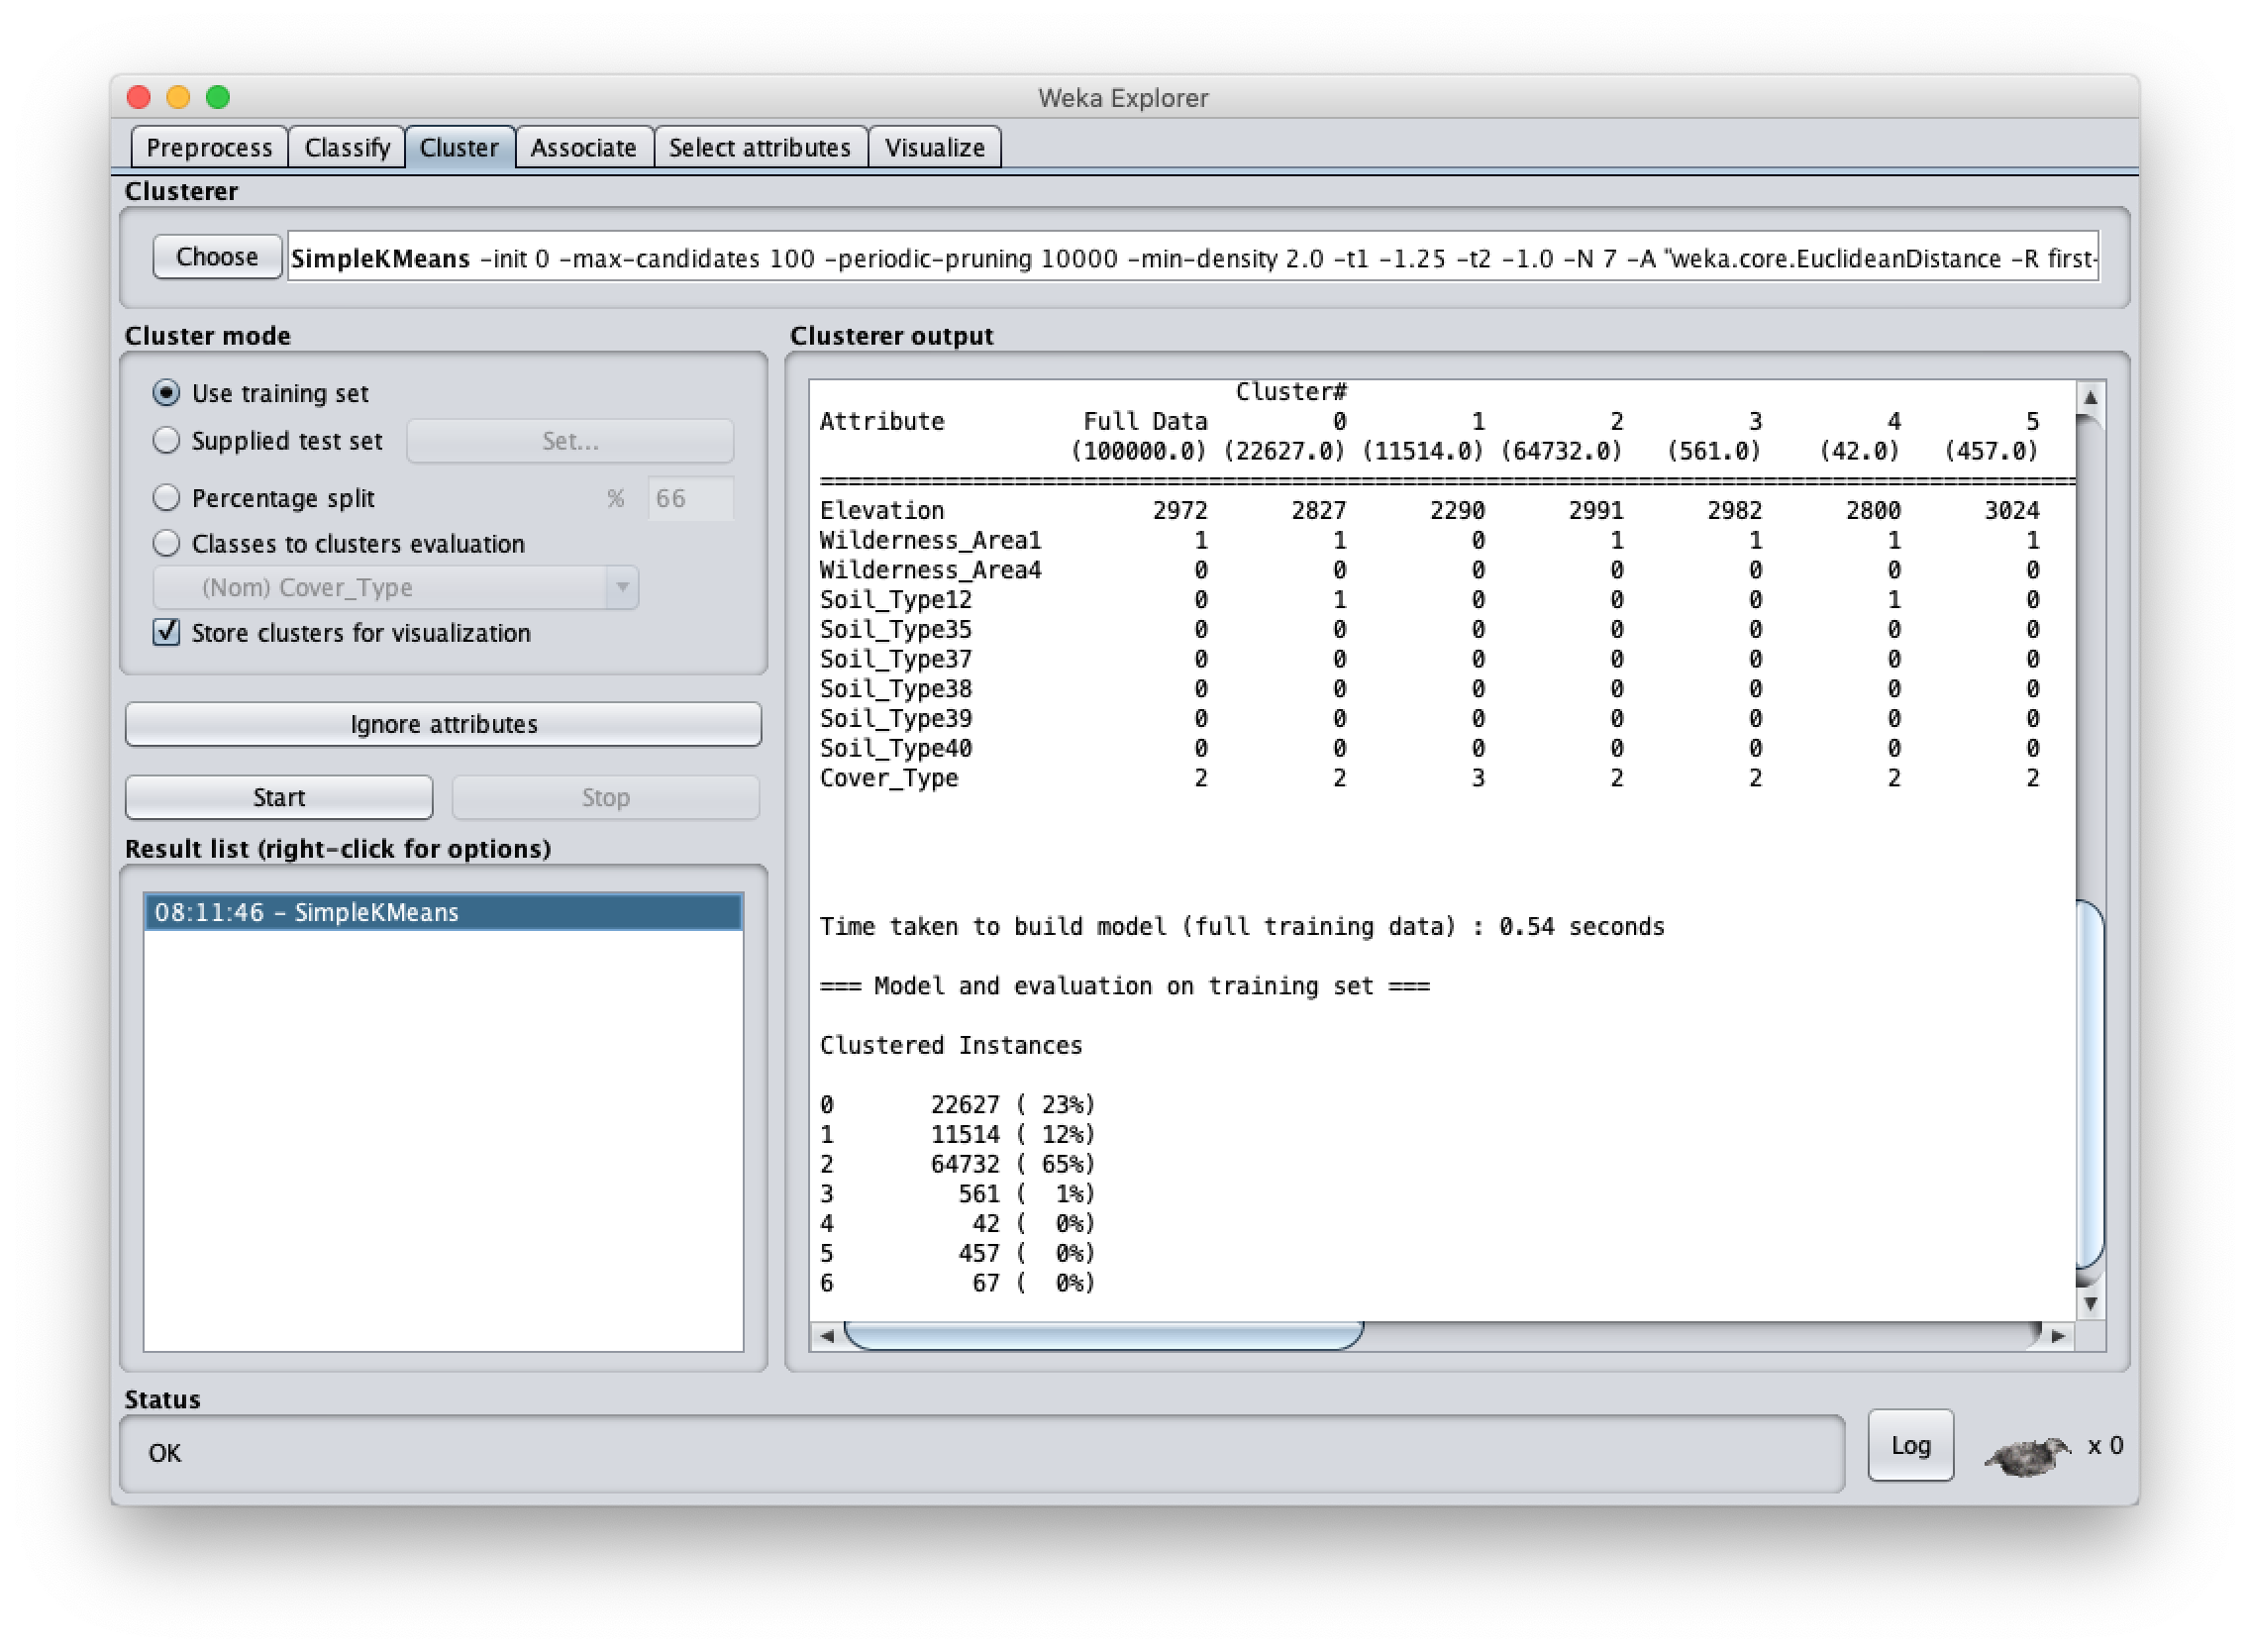 Weka Explorer
Preprocess Classify Cluster Associate Select attributes Visualize
Clusterer
Choose SimpleKMeans -init 0 -max-candidates 100 -periodic-pruning 10000 -min-density 2.0 -t1 -1.25 -t2 -1.0 -N 7 -A "weka.core.EuclideanDistance -R first-
Cluster mode
Use training set
Supplied test set Set...
Percentage split % 66
Classes to clusters evaluation
(Nom) Cover_Type
Store clusters for visualization
Ignore attributes
Start Stop
Result list (right-click for options)
08:11:46 - SimpleKMeans
Clusterer output
Cluster#
Attribute Full Data 0 1 2 3 4 5
(100000.0) (22627.0) (11514.0) (64732.0) (561.0) (42.0) (457.0)
==========================================================================================
Elevation 2972 2827 2290 2991 2982 2800 3024
Wilderness_Area1 1 1 0 1 1 1 1
Wilderness_Area4 0 0 0 0 0 0 0
Soil_Type12 0 1 0 0 0 1 0
Soil_Type35 0 0 0 0 0 0 0
Soil_Type37 0 0 0 0 0 0 0
Soil_Type38 0 0 0 0 0 0 0
Soil_Type39 0 0 0 0 0 0 0
Soil_Type40 0 0 0 0 0 0 0
Cover_Type 2 2 3 2 2 2 2
Time taken to build model (full training data) : 0.54 seconds
=== Model and evaluation on training set ===
Clustered Instances
0 22627 ( 23%)
1 11514 ( 12%)
2 64732 ( 65%)
3 561 ( 1%)
4 42 ( 0%)
5 457 ( 0%)
6 67 ( 0%)
Status
OK
Log x 0